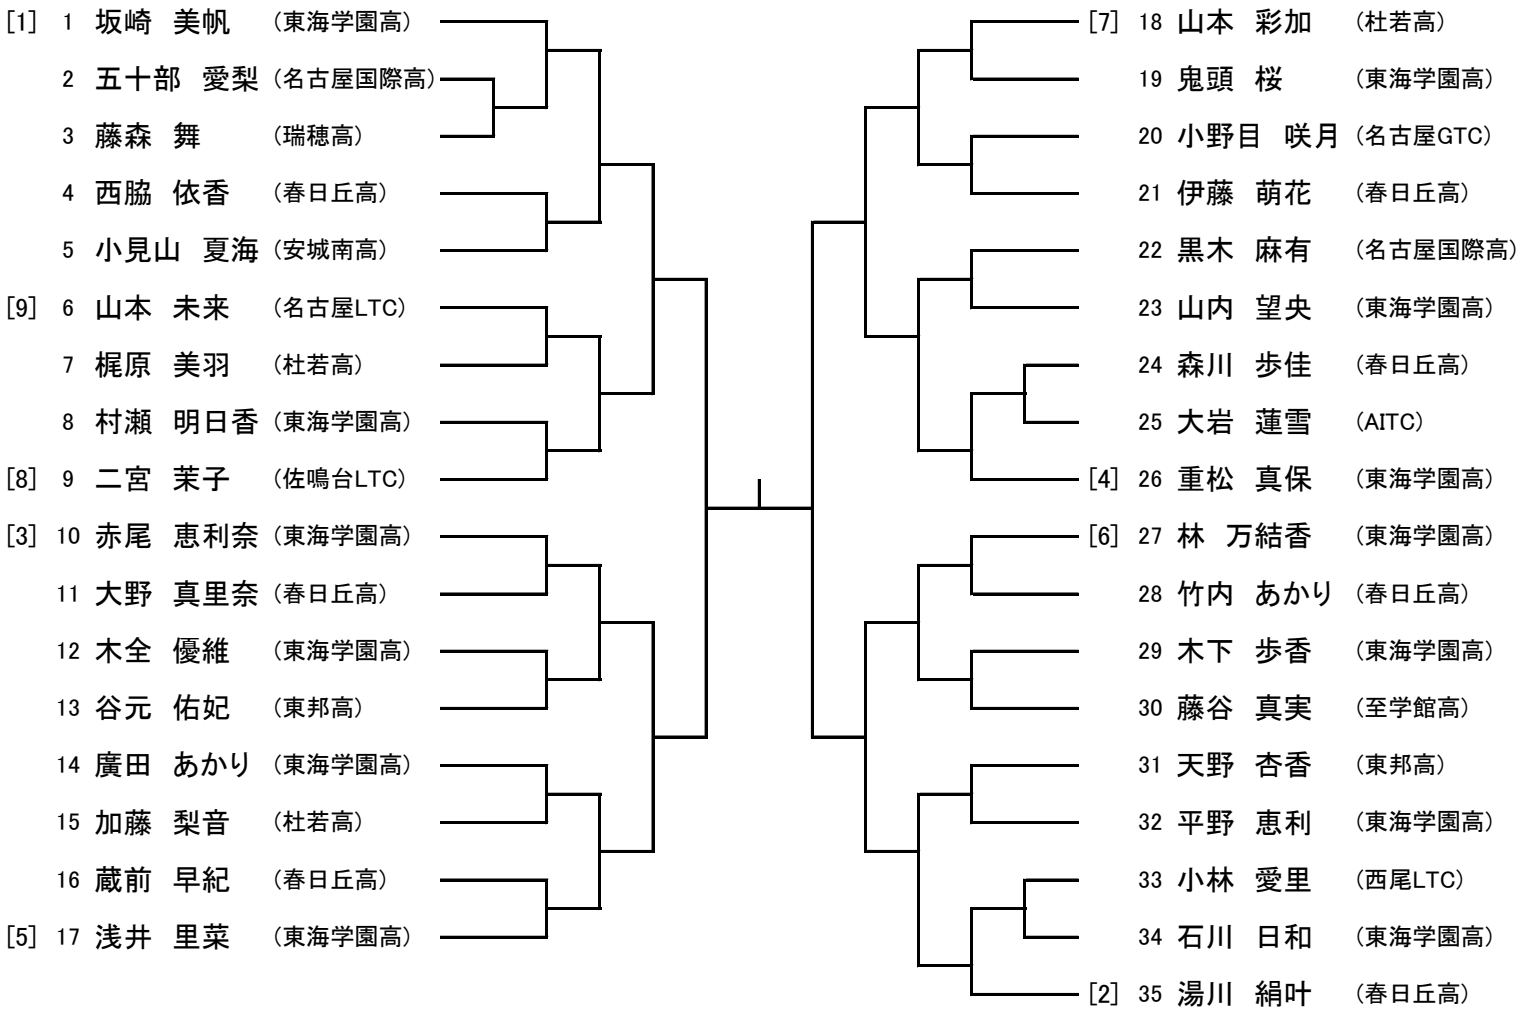 [1] 1 坂崎 美帆 (東海学園高)
2 五十部 愛梨 (名古屋国際高)
3 藤森 舞 (瑞穂高)
4 西脇 依香 (春日丘高)
5 小見山 夏海 (安城南高)
[9] 6 山本 未来 (名古屋LTC)
7 梶原 美羽 (杜若高)
8 村瀬 明日香 (東海学園高)
[8] 9 二宮 茉子 (佐鳴台LTC)
[3] 10 赤尾 恵利奈 (東海学園高)
11 大野 真里奈 (春日丘高)
12 木全 優維 (東海学園高)
13 谷元 佑妃 (東邦高)
14 廣田 あかり (東海学園高)
15 加藤 梨音 (杜若高)
16 蔵前 早紀 (春日丘高)
[5] 17 浅井 里菜 (東海学園高)
[7] 18 山本 彩加 (杜若高)
19 鬼頭 桜 (東海学園高)
20 小野目 咲月 (名古屋GTC)
21 伊藤 萌花 (春日丘高)
22 黒木 麻有 (名古屋国際高)
23 山内 望央 (東海学園高)
24 森川 歩佳 (春日丘高)
25 大岩 蓮雪 (AITC)
[4] 26 重松 真保 (東海学園高)
[6] 27 林 万結香 (東海学園高)
28 竹内 あかり (春日丘高)
29 木下 歩香 (東海学園高)
30 藤谷 真実 (至学館高)
31 天野 杏香 (東邦高)
32 平野 恵利 (東海学園高)
33 小林 愛里 (西尾LTC)
34 石川 日和 (東海学園高)
[2] 35 湯川 絹叶 (春日丘高)